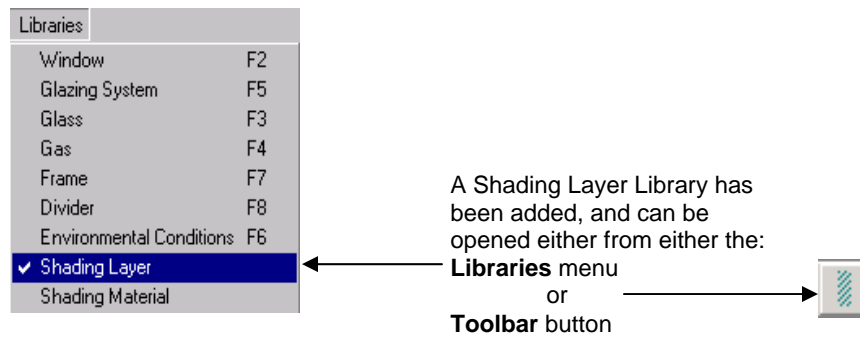 Libraries
Window F2
Glazing System F5
Glass F3
Gas F4
Frame F7
Divider F8
Environmental Conditions F6
Shading Layer
Shading Material
A Shading Layer Library has
been added, and can be
opened either from either the:
Libraries menu
or
Toolbar button